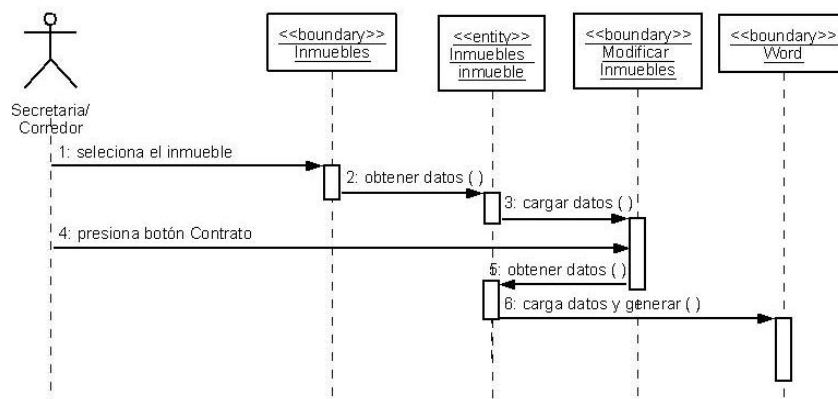 <<boundary>>
Inmuebles
<<entity>>
Inmuebles
inmueble
<<boundary>>
Modificar
Inmuebles
<<boundary>>
Word
Secretaria/
Corredor
1: seleciona el inmueble
2: obtener datos ( )
3: cargar datos ( )
4: presiona botón Contrato
5: obtener datos ( )
6: carga datos y generar ( )